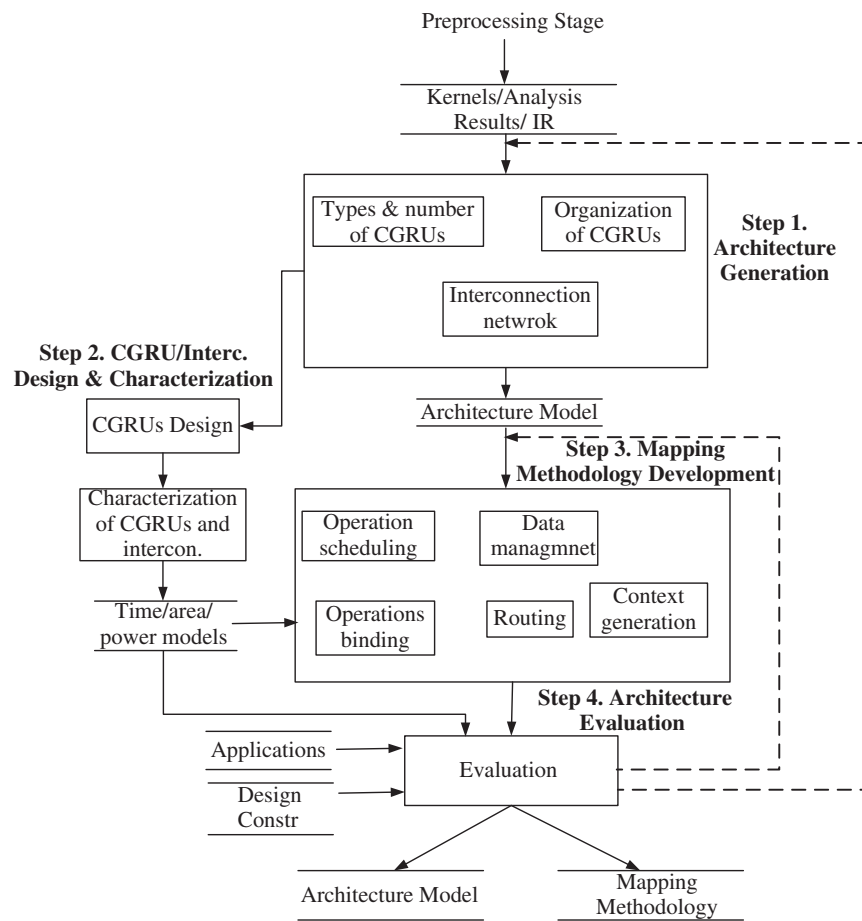 Preprocessing Stage
Kernels/Analysis
Results/ IR
Types & number
of CGRUs
Organization
of CGRUs
Step 1.
Architecture
Generation
Interconnection
netwrok
Step 2. CGRU/Interc.
Design & Characterization
Architecture Model
CGRUs Design
Step 3. Mapping
Methodology Development
Characterization
of CGRUs and
intercon.
Operation
scheduling
Data
managmnet
Time/area/
power models
Operations
binding
Routing
Context
generation
Step 4. Architecture
Evaluation
Applications
Evaluation
Design
Constr
Architecture Model
Mapping
Methodology